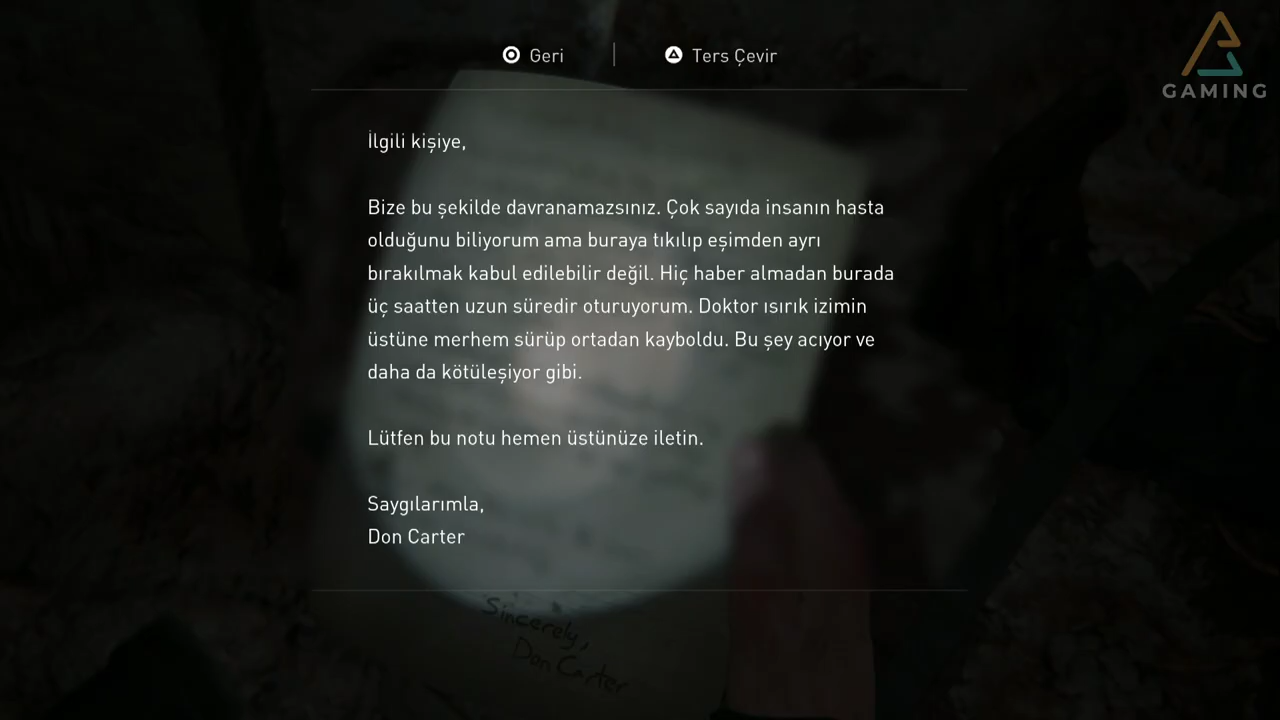 Geri
Ters Çevir
GAMING
İlgili kişiye,
Bize bu şekilde davranamazsınız. Çok sayıda insanın hasta
olduğunu biliyorum ama buraya tıkılıp eşimden ayrı
bırakılmak kabul edilebilir değil. Hiç haber almadan burada
üç saatten uzun süredir oturuyorum. Doktor ısırık izimin
üstüne merhem sürüp ortadan kayboldu. Bu şey acıyor ve
daha da kötüleşiyor gibi.
Lütfen bu notu hemen üstünüze iletin.
Saygılarımla,
Don Carter
Sincerely,
Don Carter